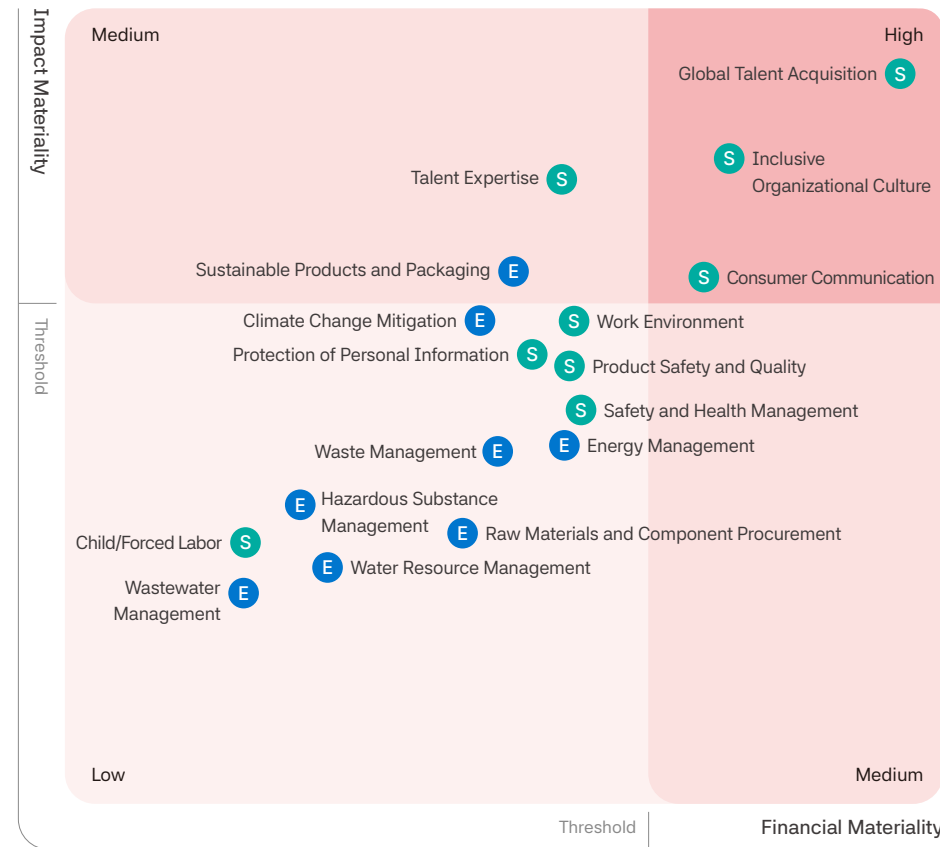 Impact Materiality
Threshold
Medium
High
Global Talent Acquisition S
S Inclusive
Organizational Culture
Talent Expertise S
Sustainable Products and Packaging E
S Consumer Communication
Climate Change Mitigation E
S Work Environment
Protection of Personal Information S
S Product Safety and Quality
S Safety and Health Management
Waste Management E
E Energy Management
E Hazardous Substance
Management
E Raw Materials and Component Procurement
Child/Forced Labor S
E Water Resource Management
Wastewater E
Management
Low
Medium
Threshold
Financial Materiality